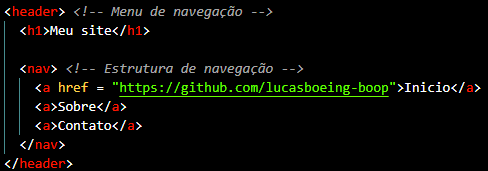 <header> <!-- Menu de navegação -->
<h1>Meu site</h1>
<nav> <!-- Estrutura de navegação -->
<a href = "https://github.com/lucasboeing-boop">Inicio</a>
<a>Sobre</a>
<a>Contato</a>
</nav>
</header>